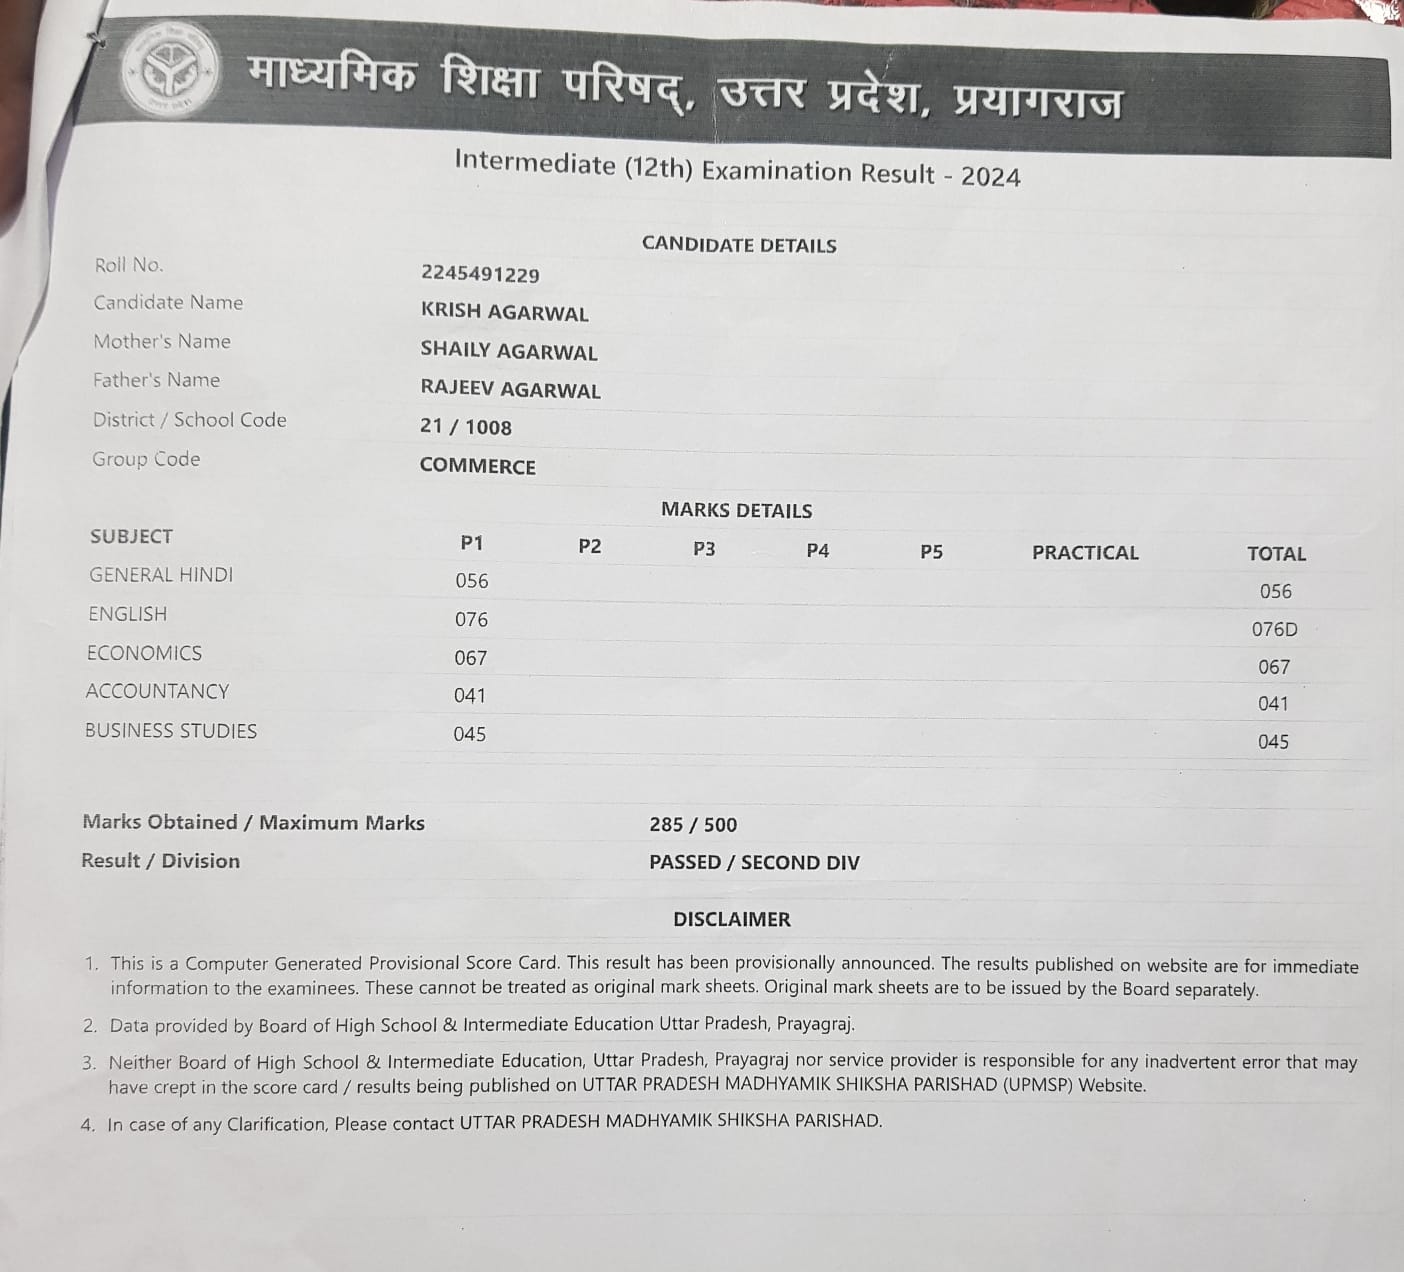 माध्यमिक शिक्षा परिषद्, उत्तर प्रदेश, प्रयागराज
Intermediate (12th) Examination Result - 2024
CANDIDATE DETAILS
Roll No. 2245491229
Candidate Name KRISH AGARWAL
Mother's Name SHAILY AGARWAL
Father's Name RAJEEV AGARWAL
District / School Code 21 / 1008
Group Code COMMERCE
MARKS DETAILS
SUBJECT P1 P2 P3 P4 P5 PRACTICAL TOTAL
GENERAL HINDI 056 056
ENGLISH 076 076D
ECONOMICS 067 067
ACCOUNTANCY 041 041
BUSINESS STUDIES 045 045
Marks Obtained / Maximum Marks 285 / 500
Result / Division PASSED / SECOND DIV
DISCLAIMER
1. This is a Computer Generated Provisional Score Card. This result has been provisionally announced. The results published on website are for immediate
information to the examinees. These cannot be treated as original mark sheets. Original mark sheets are to be issued by the Board separately.
2. Data provided by Board of High School & Intermediate Education Uttar Pradesh, Prayagraj.
3. Neither Board of High School & Intermediate Education, Uttar Pradesh, Prayagraj nor service provider is responsible for any inadvertent error that may
have crept in the score card / results being published on UTTAR PRADESH MADHYAMIK SHIKSHA PARISHAD (UPMSP) Website.
4. In case of any Clarification, Please contact UTTAR PRADESH MADHYAMIK SHIKSHA PARISHAD.